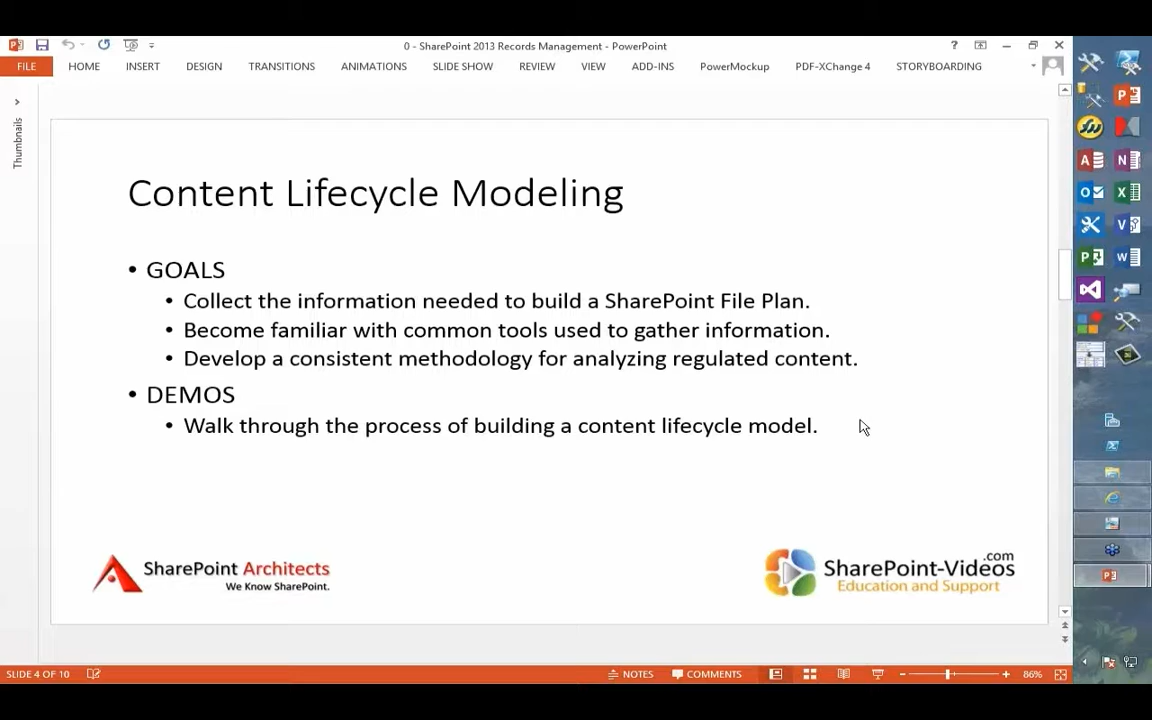 0 - SharePoint 2013 Records Management - PowerPoint
FILE HOME INSERT DESIGN TRANSITIONS ANIMATIONS SLIDE SHOW REVIEW VIEW ADD-INS PowerMockup PDF-XChange 4 STORYBOARDING
Thumbnails
Content Lifecycle Modeling
• GOALS
• Collect the information needed to build a SharePoint File Plan.
• Become familiar with common tools used to gather information.
• Develop a consistent methodology for analyzing regulated content.
• DEMOS
• Walk through the process of building a content lifecycle model.
SharePoint Architects
We Know SharePoint.
.com
SharePoint-Videos
Education and Support
SLIDE 4 OF 10 NOTES COMMENTS 86%